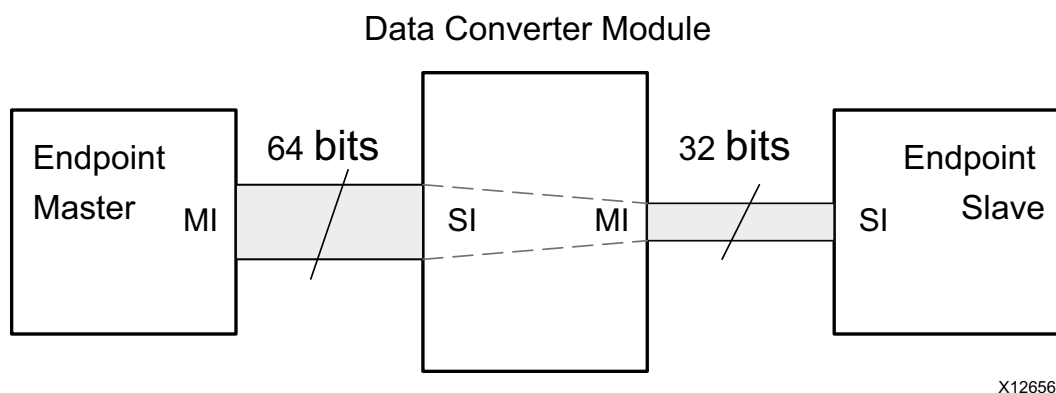 Data Converter Module
Endpoint
Master
MI
64 bits
SI
MI
32 bits
SI
Endpoint
Slave
X12656